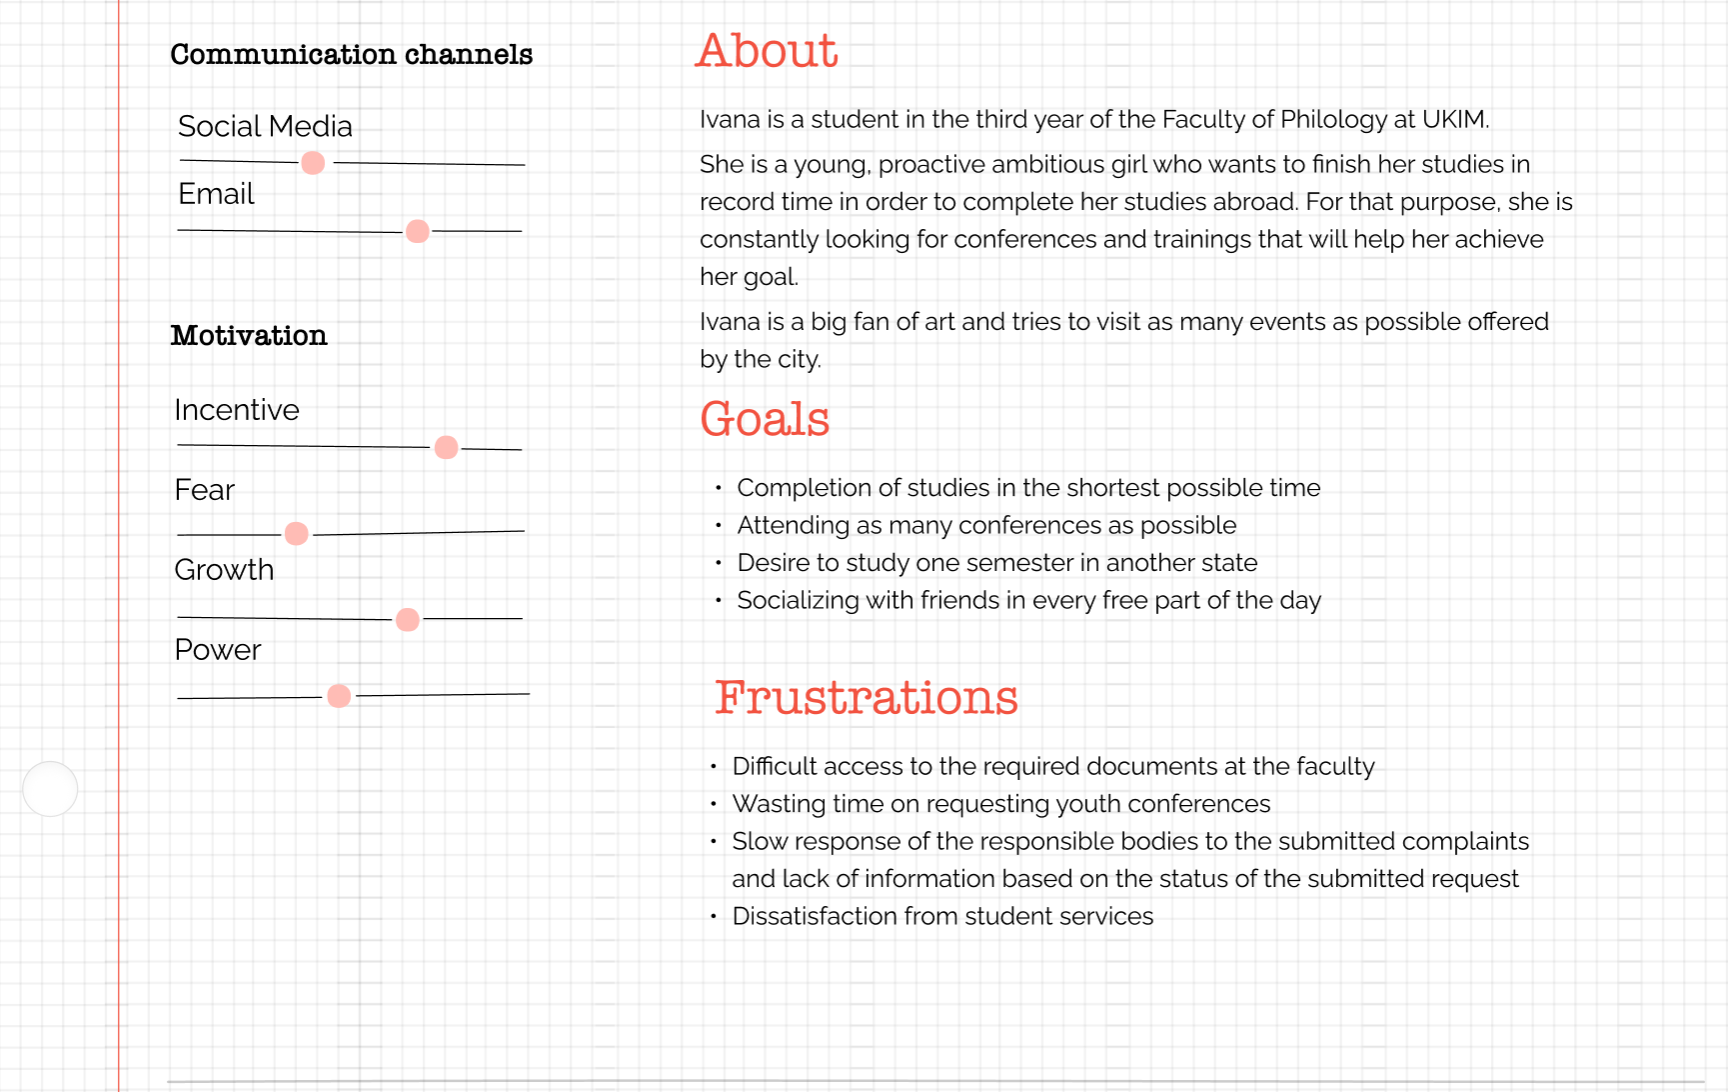 Communication channels
Social Media
Email
Motivation
Incentive
Fear
Growth
Power
About
Ivana is a student in the third year of the Faculty of Philology at UKIM.
She is a young, proactive ambitious girl who wants to finish her studies in
record time in order to complete her studies abroad. For that purpose, she is
constantly looking for conferences and trainings that will help her achieve
her goal.
Ivana is a big fan of art and tries to visit as many events as possible offered
by the city.
Goals
• Completion of studies in the shortest possible time
• Attending as many conferences as possible
• Desire to study one semester in another state
• Socializing with friends in every free part of the day
Frustrations
• Difficult access to the required documents at the faculty
• Wasting time on requesting youth conferences
• Slow response of the responsible bodies to the submitted complaints
and lack of information based on the status of the submitted request
• Dissatisfaction from student services